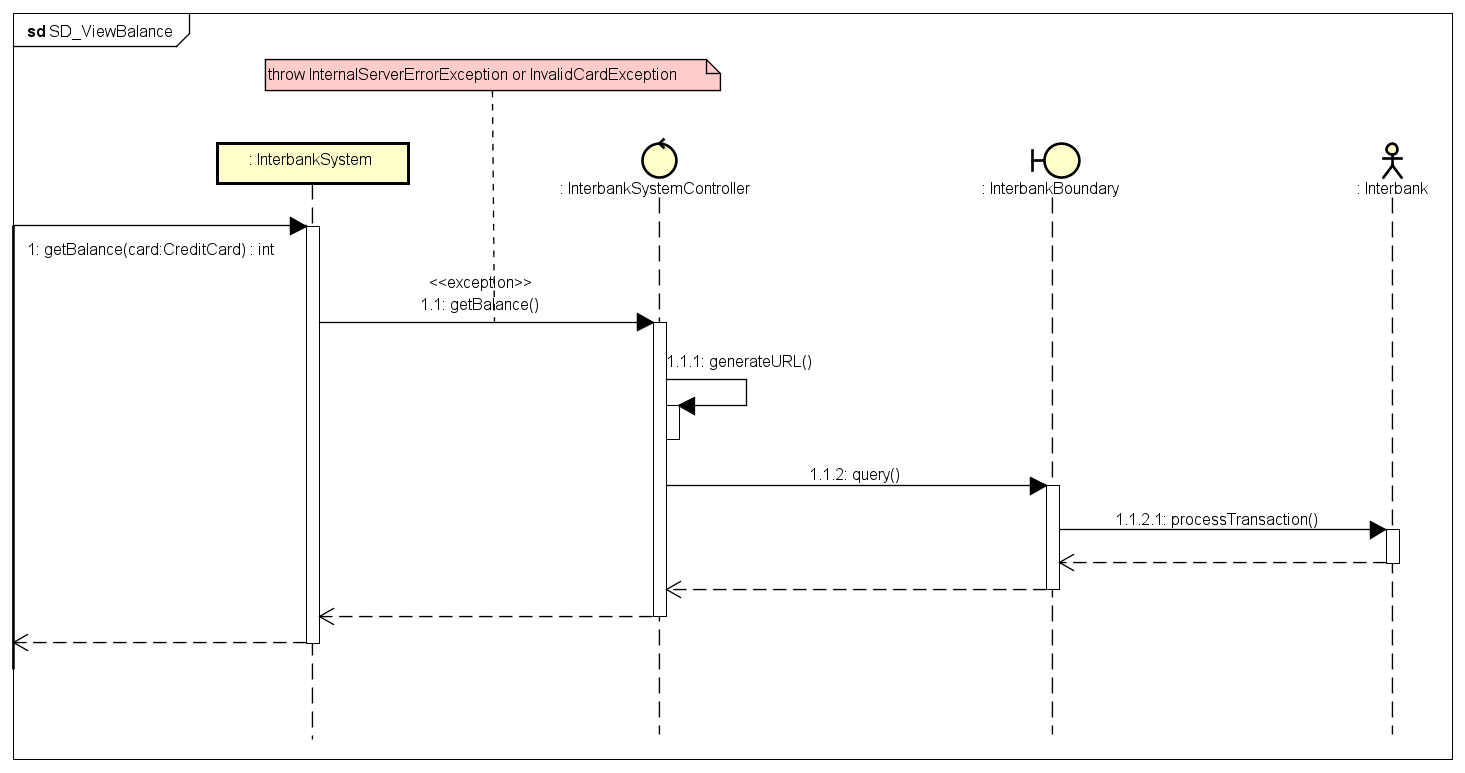 sd SD_ViewBalance
throw InternalServerErrorException or InvalidCardException
: InterbankSystem
: InterbankSystemController
: InterbankBoundary
: Interbank
1: getBalance(card:CreditCard) : int
<<exception>>
1.1: getBalance()
1.1.1: generateURL()
1.1.2: query()
1.1.2.1: processTransaction()